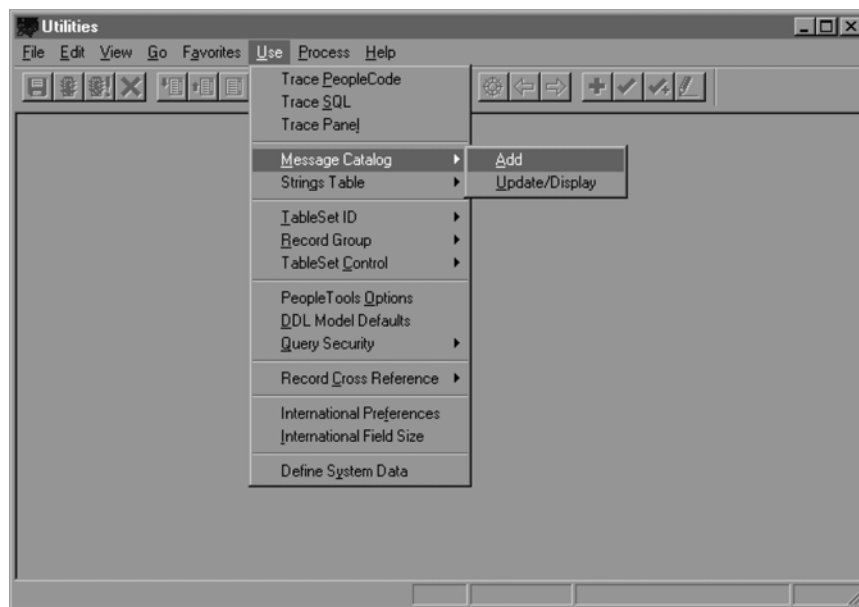 Utilities
File Edit View Go Favorites Use Process Help
Trace PeopleCode
Trace SQL
Trace Panel
Message Catalog
Add
Strings Table
Update/Display
TableSet ID
Record Group
TableSet Control
PeopleTools Options
DDL Model Defaults
Query Security
Record Cross Reference
International Preferences
International Field Size
Define System Data